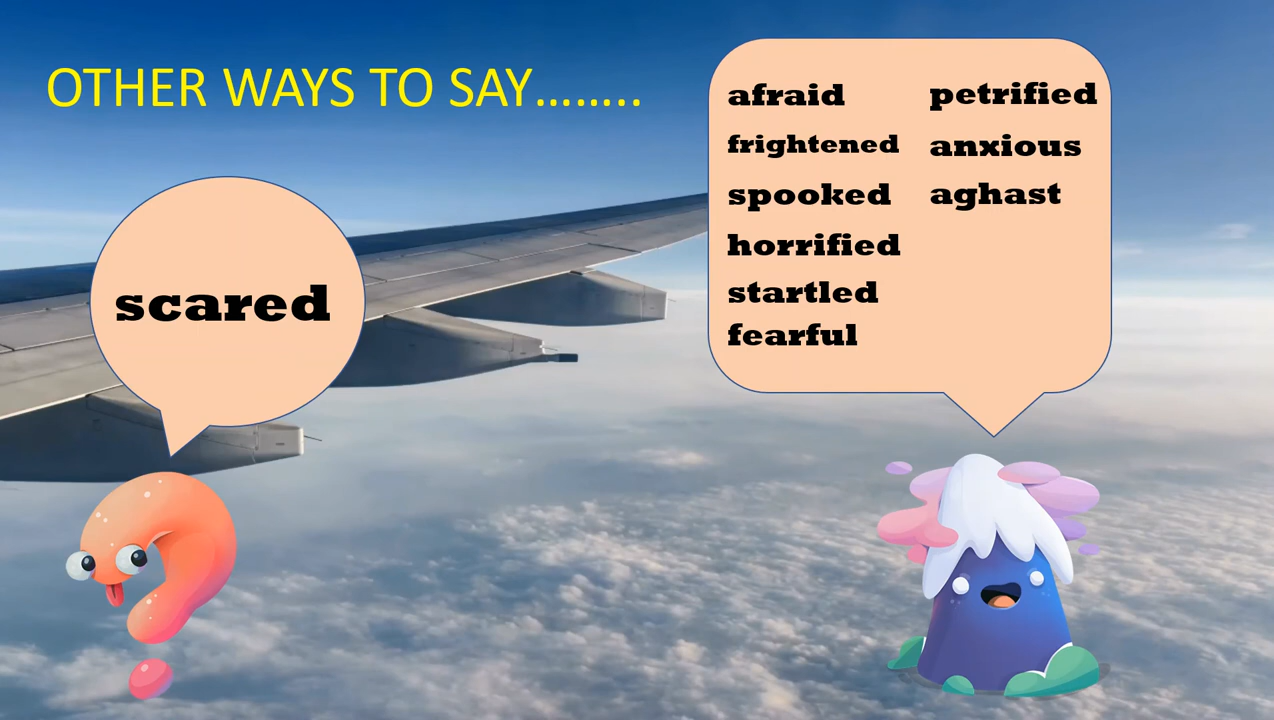 OTHER WAYS TO SAY……..
scared
afraid
frightened
spooked
horrified
startled
fearful
petrified
anxious
aghast